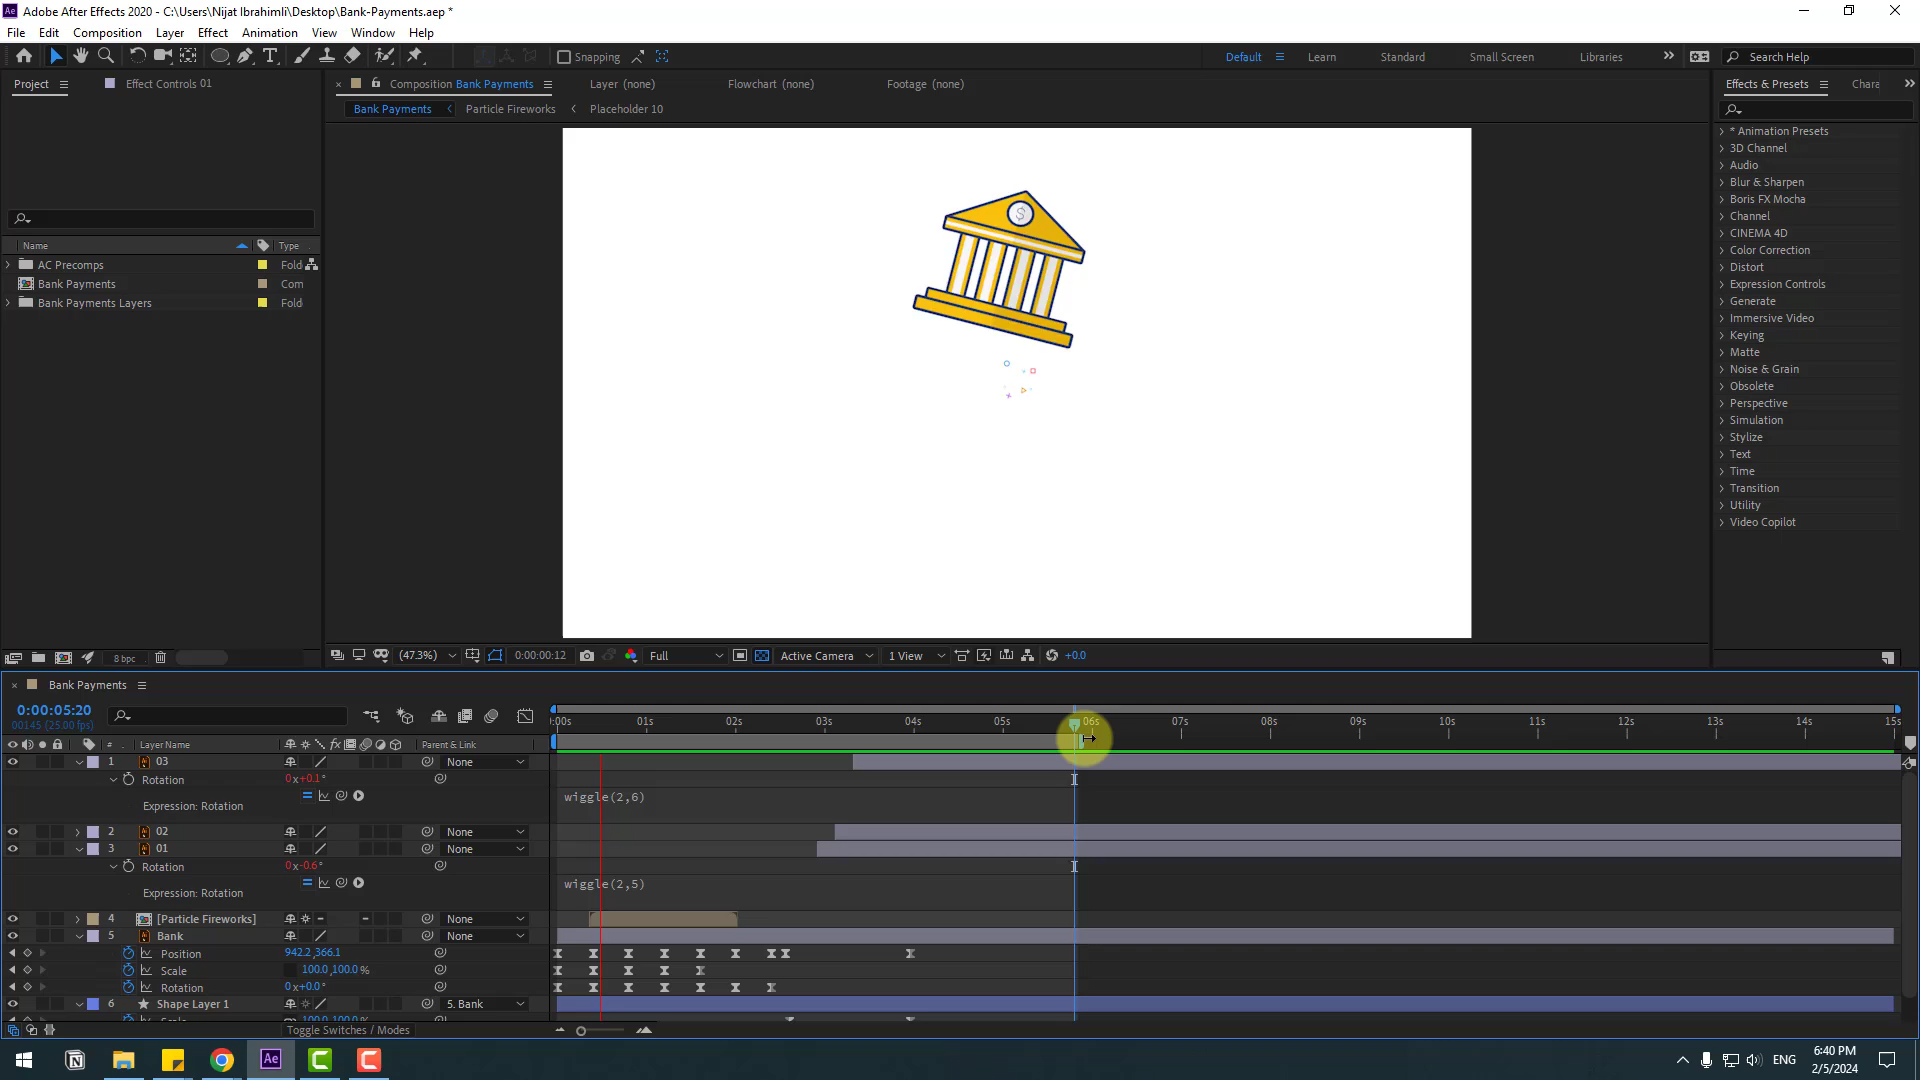 Adobe After Effects 2020 - C:\Users\Nijat Ibrahimli\Desktop\Bank-Payments.aep *
File Edit Composition Layer Effect Animation View Window Help
Snapping
Default Learn Standard Small Screen Libraries Search Help
Project Effect Controls 01
Composition Bank Payments Layer (none) Flowchart (none) Footage (none)
Effects & Presets Chara
Bank Payments Particle Fireworks Placeholder 10
* Animation Presets
3D Channel
Audio
Blur & Sharpen
Boris FX Mocha
Channel
CINEMA 4D
Color Correction
Distort
Expression Controls
Generate
Immersive Video
Keying
Matte
Noise & Grain
Obsolete
Perspective
Simulation
Stylize
Text
Time
Transition
Utility
Video Copilot
Name Type
AC Precomps Fold
Bank Payments Com
Bank Payments Layers Fold
$
8 bpc
(47.3%) 0:00:00:12 Full Active Camera 1 View +0.0
Bank Payments
0:00:05:20
00145 (25.00 fps)
:00s 01s 02s 03s 04s 05s 06s 07s 08s 09s 10s 11s 12s 13s 14s 15s
# Layer Name fx Parent & Link
1 03 None
Rotation 0x+0.1°
Expression: Rotation wiggle(2,6)
2 02 None
3 01 None
Rotation 0x-0.6°
Expression: Rotation wiggle(2,5)
4 [Particle Fireworks] None
5 Bank None
Position 942.2,366.1
Scale 100.0,100.0%
Rotation 0x+0.0°
6 Shape Layer 1 5. Bank
Toggle Switches / Modes
Ae
ENG
6:40 PM
2/5/2024